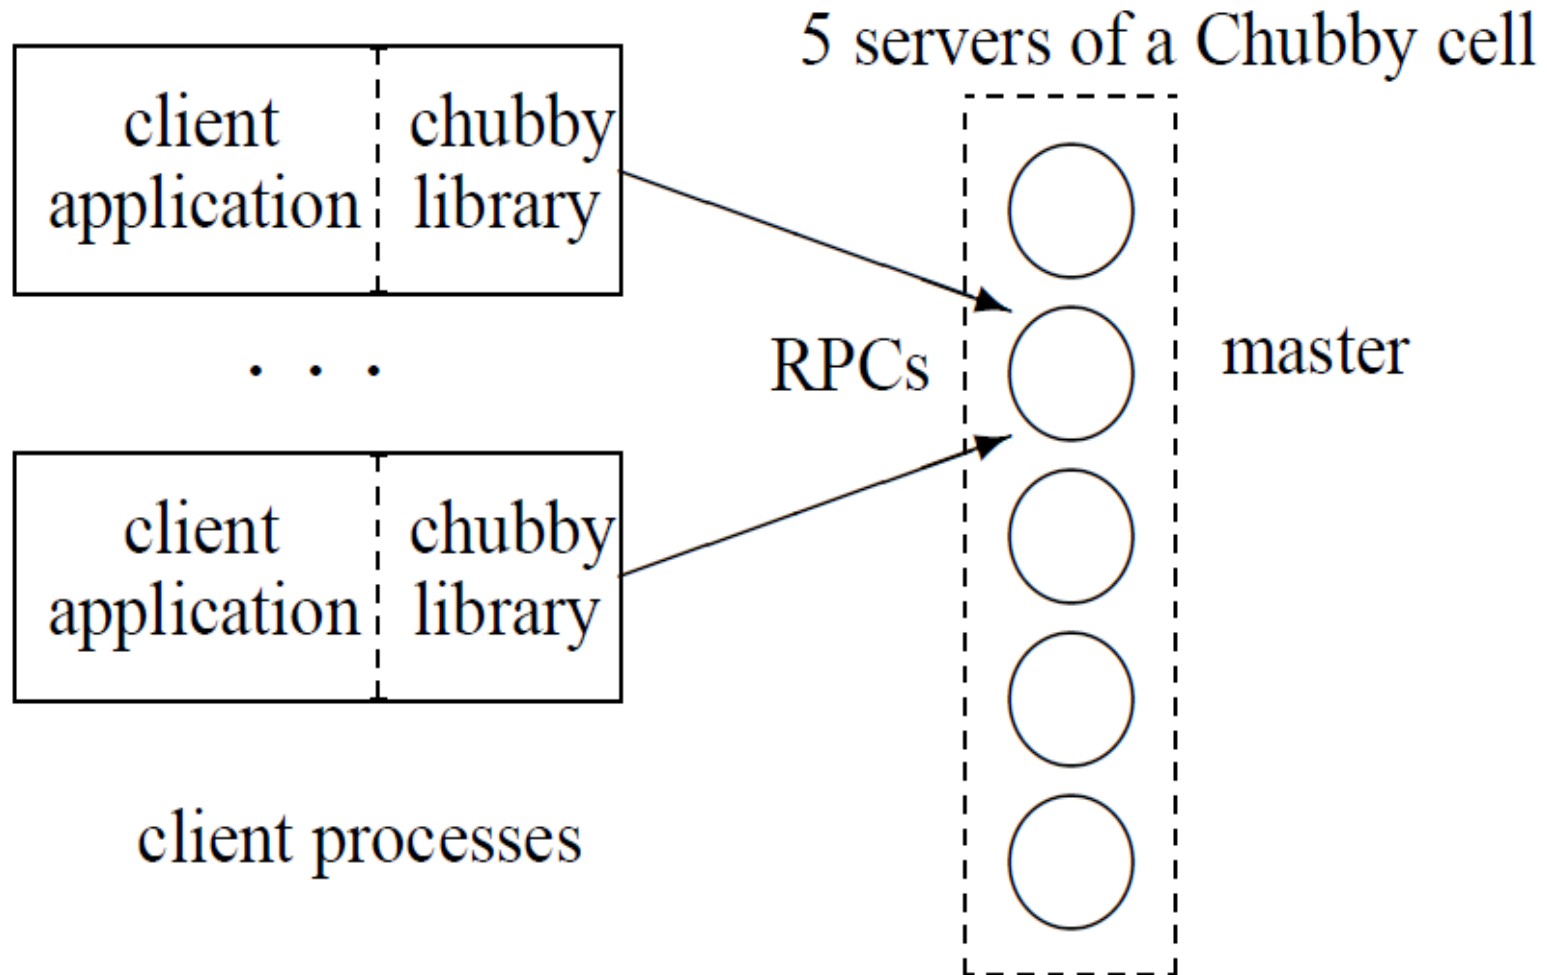 5 servers of a Chubby cell
client
application
chubby
library
. . .
RPCs
master
client
application
chubby
library
client processes